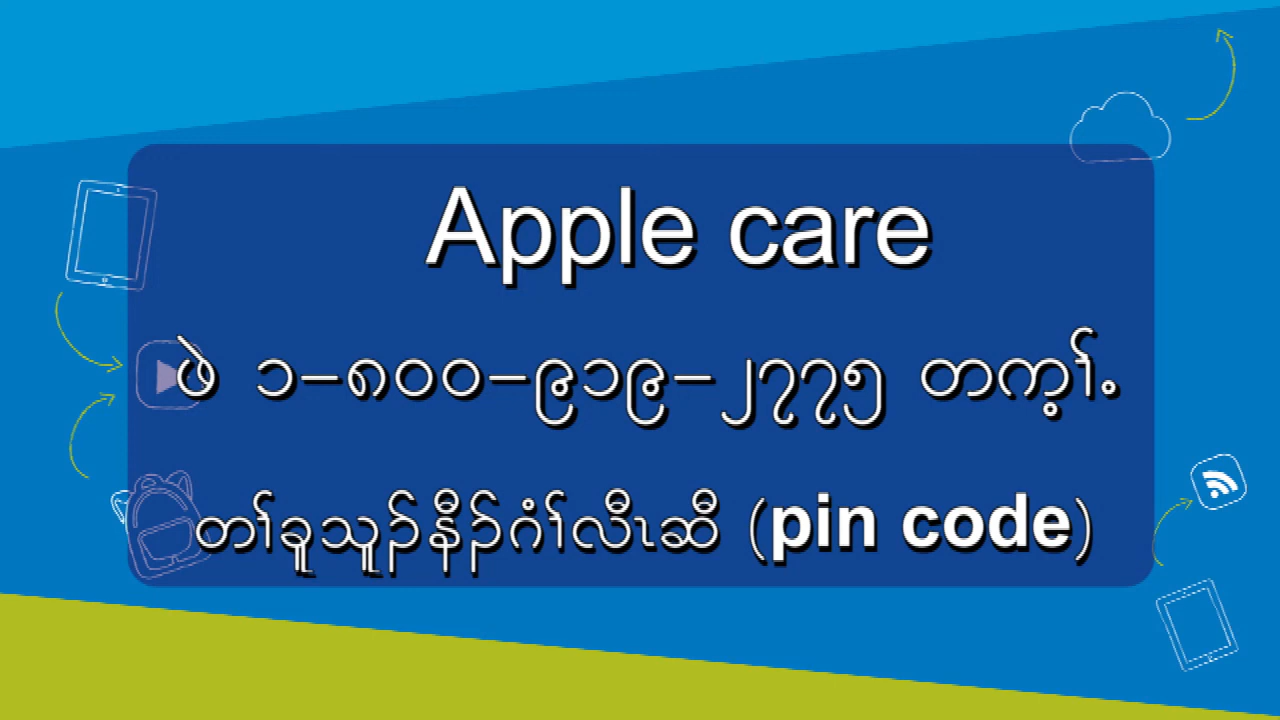 Apple care
ဖဲ ၁-၈၀၀-၉၁၉-၂၇၇၅ တက့ၢ်.
တၢ်ခူသူၣ်နီၣ်ဂံၢ်လီၤဆီ (pin code)